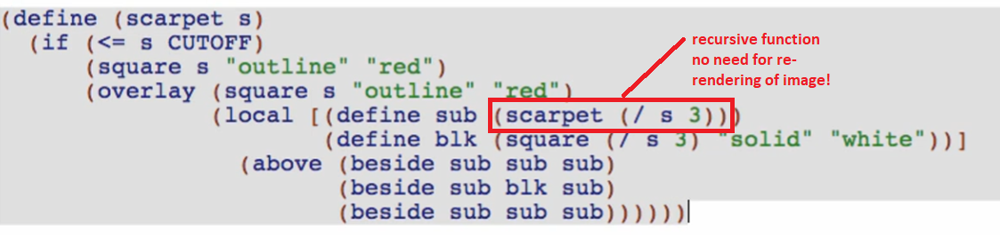 (define (scarpet s)
(if (<= s CUTOFF)
(square s "outline" "red")
(overlay (square s "outline" "red")
(local [(define sub (scarpet (/ s 3)))
(define blk (square (/ s 3) "solid" "white"))]
(above (beside sub sub sub)
(beside sub blk sub)
(beside sub sub sub))))))
recursive function
no need for re-
rendering of image!